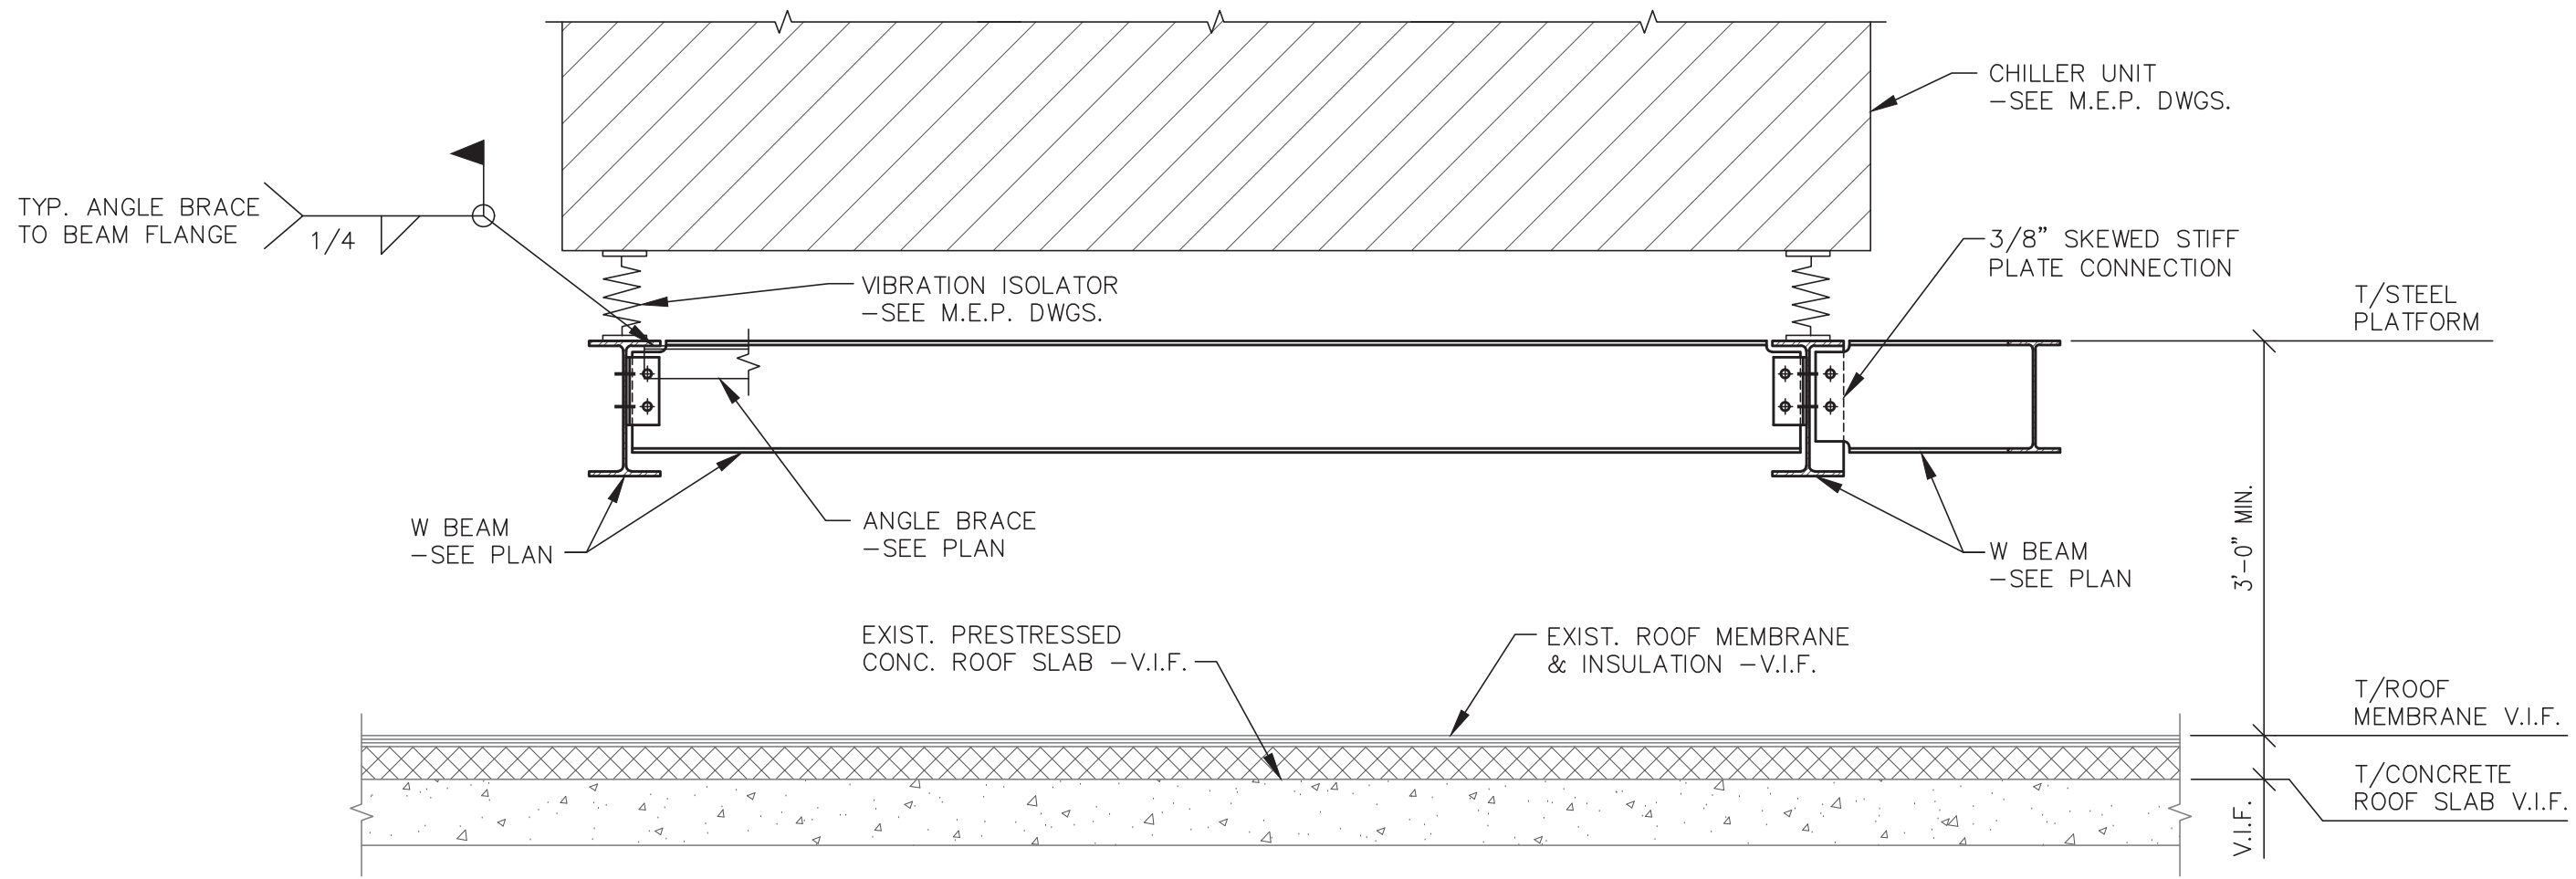 CHILLER UNIT
-SEE M.E.P. DWGS.
TYP. ANGLE BRACE
TO BEAM FLANGE
1/4
3/8" SKEWED STIFF
PLATE CONNECTION
VIBRATION ISOLATOR
-SEE M.E.P. DWGS.
T/STEEL
PLATFORM
W BEAM
-SEE PLAN
ANGLE BRACE
-SEE PLAN
W BEAM
-SEE PLAN
3'-0" MIN.
EXIST. PRESTRESSED
CONC. ROOF SLAB -V.I.F.
EXIST. ROOF MEMBRANE
& INSULATION -V.I.F.
T/ROOF
MEMBRANE V.I.F.
T/CONCRETE
ROOF SLAB V.I.F.
V.I.F.